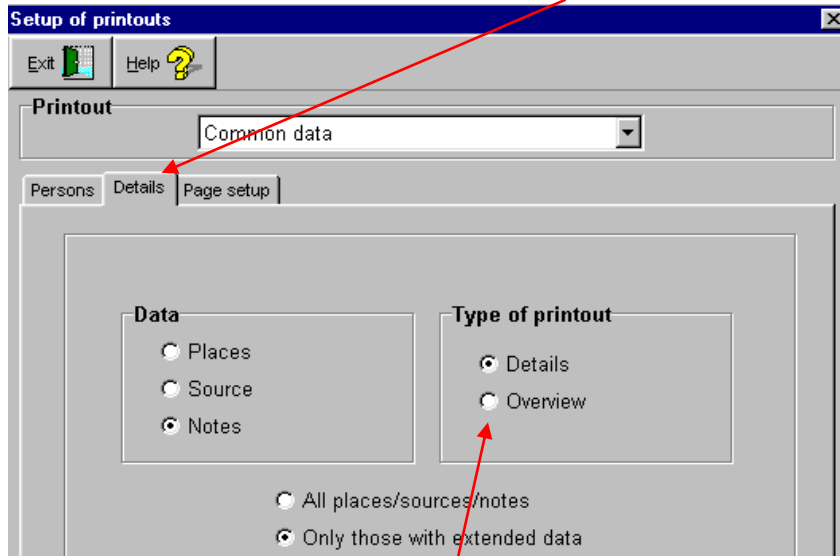 Setup of printouts
Exit Help
Printout
Common data
Persons Details Page setup
Data
Places
Source
Notes
Type of printout
Details
Overview
All places/sources/notes
Only those with extended data